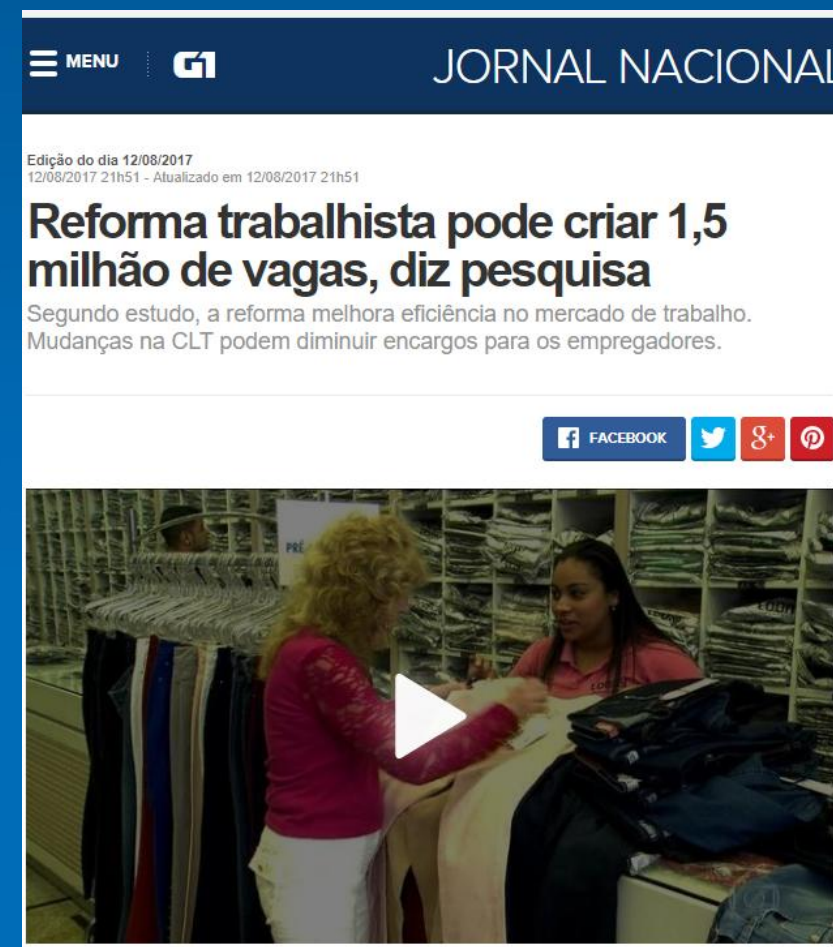 MENU G1 JORNAL NACIONAL
Edição do dia 12/08/2017
12/08/2017 21h51 - Atualizado em 12/08/2017 21h51
Reforma trabalhista pode criar 1,5
milhão de vagas, diz pesquisa
Segundo estudo, a reforma melhora eficiência no mercado de trabalho.
Mudanças na CLT podem diminuir encargos para os empregadores.
f FACEBOOK g+
PRÉ